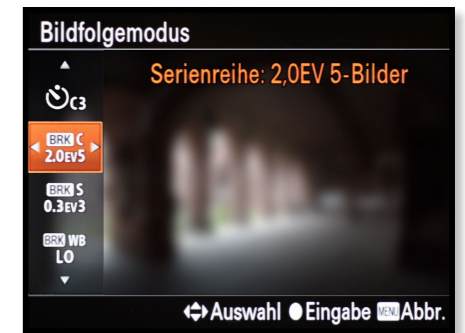 Bildfolgemodus
Serienreihe: 2,0EV 5-Bilder
C3
BRK C
2.0EV5
BRK S
0.3EV3
BRK WB
LO
Auswahl Eingabe MENU Abbr.